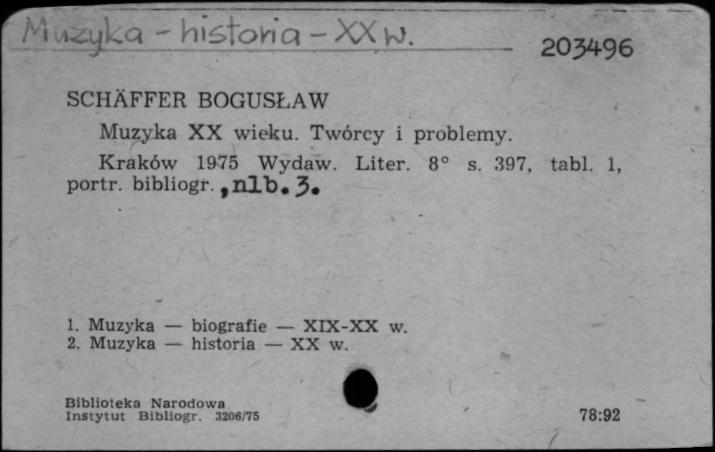 Muzyka - historia - XX w.
203496
SCHÄFFER BOGUSŁAW
Muzyka XX wieku. Twórcy i problemy.
Kraków 1975 Wydaw. Liter. 8° s. 397, tabl. 1,
portr. bibliogr. , nlb. 3.
1. Muzyka — biografie — XIX-XX w.
2. Muzyka — historia — XX w.
Biblioteka Narodowa
Instytut Bibliogr. 3206/75
78:92